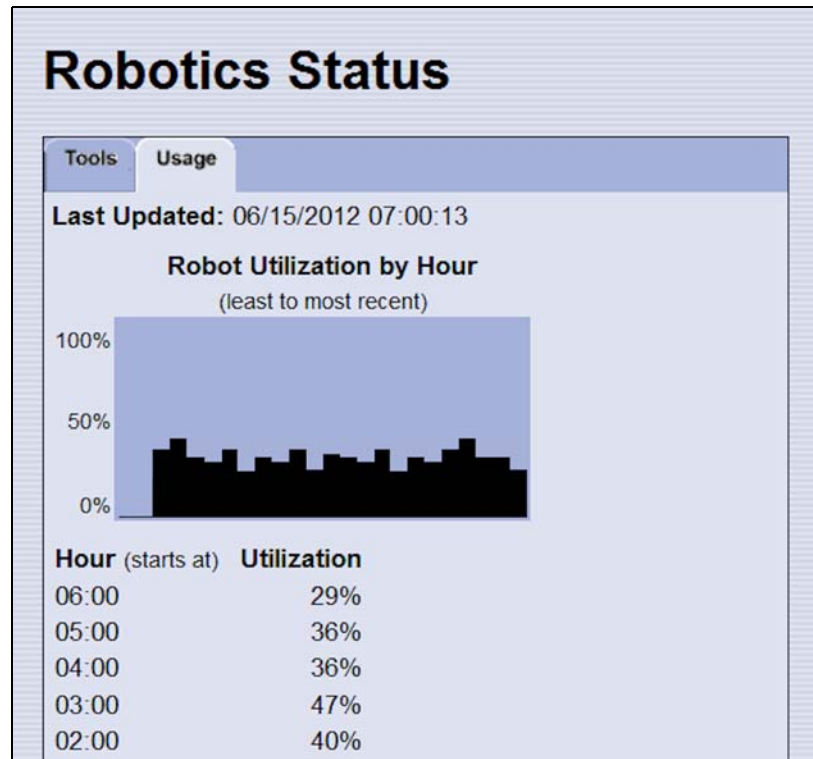 Robotics Status
Tools Usage
Last Updated: 06/15/2012 07:00:13
Robot Utilization by Hour
(least to most recent)
100%
50%
0%
Hour (starts at) Utilization
06:00 29%
05:00 36%
04:00 36%
03:00 47%
02:00 40%